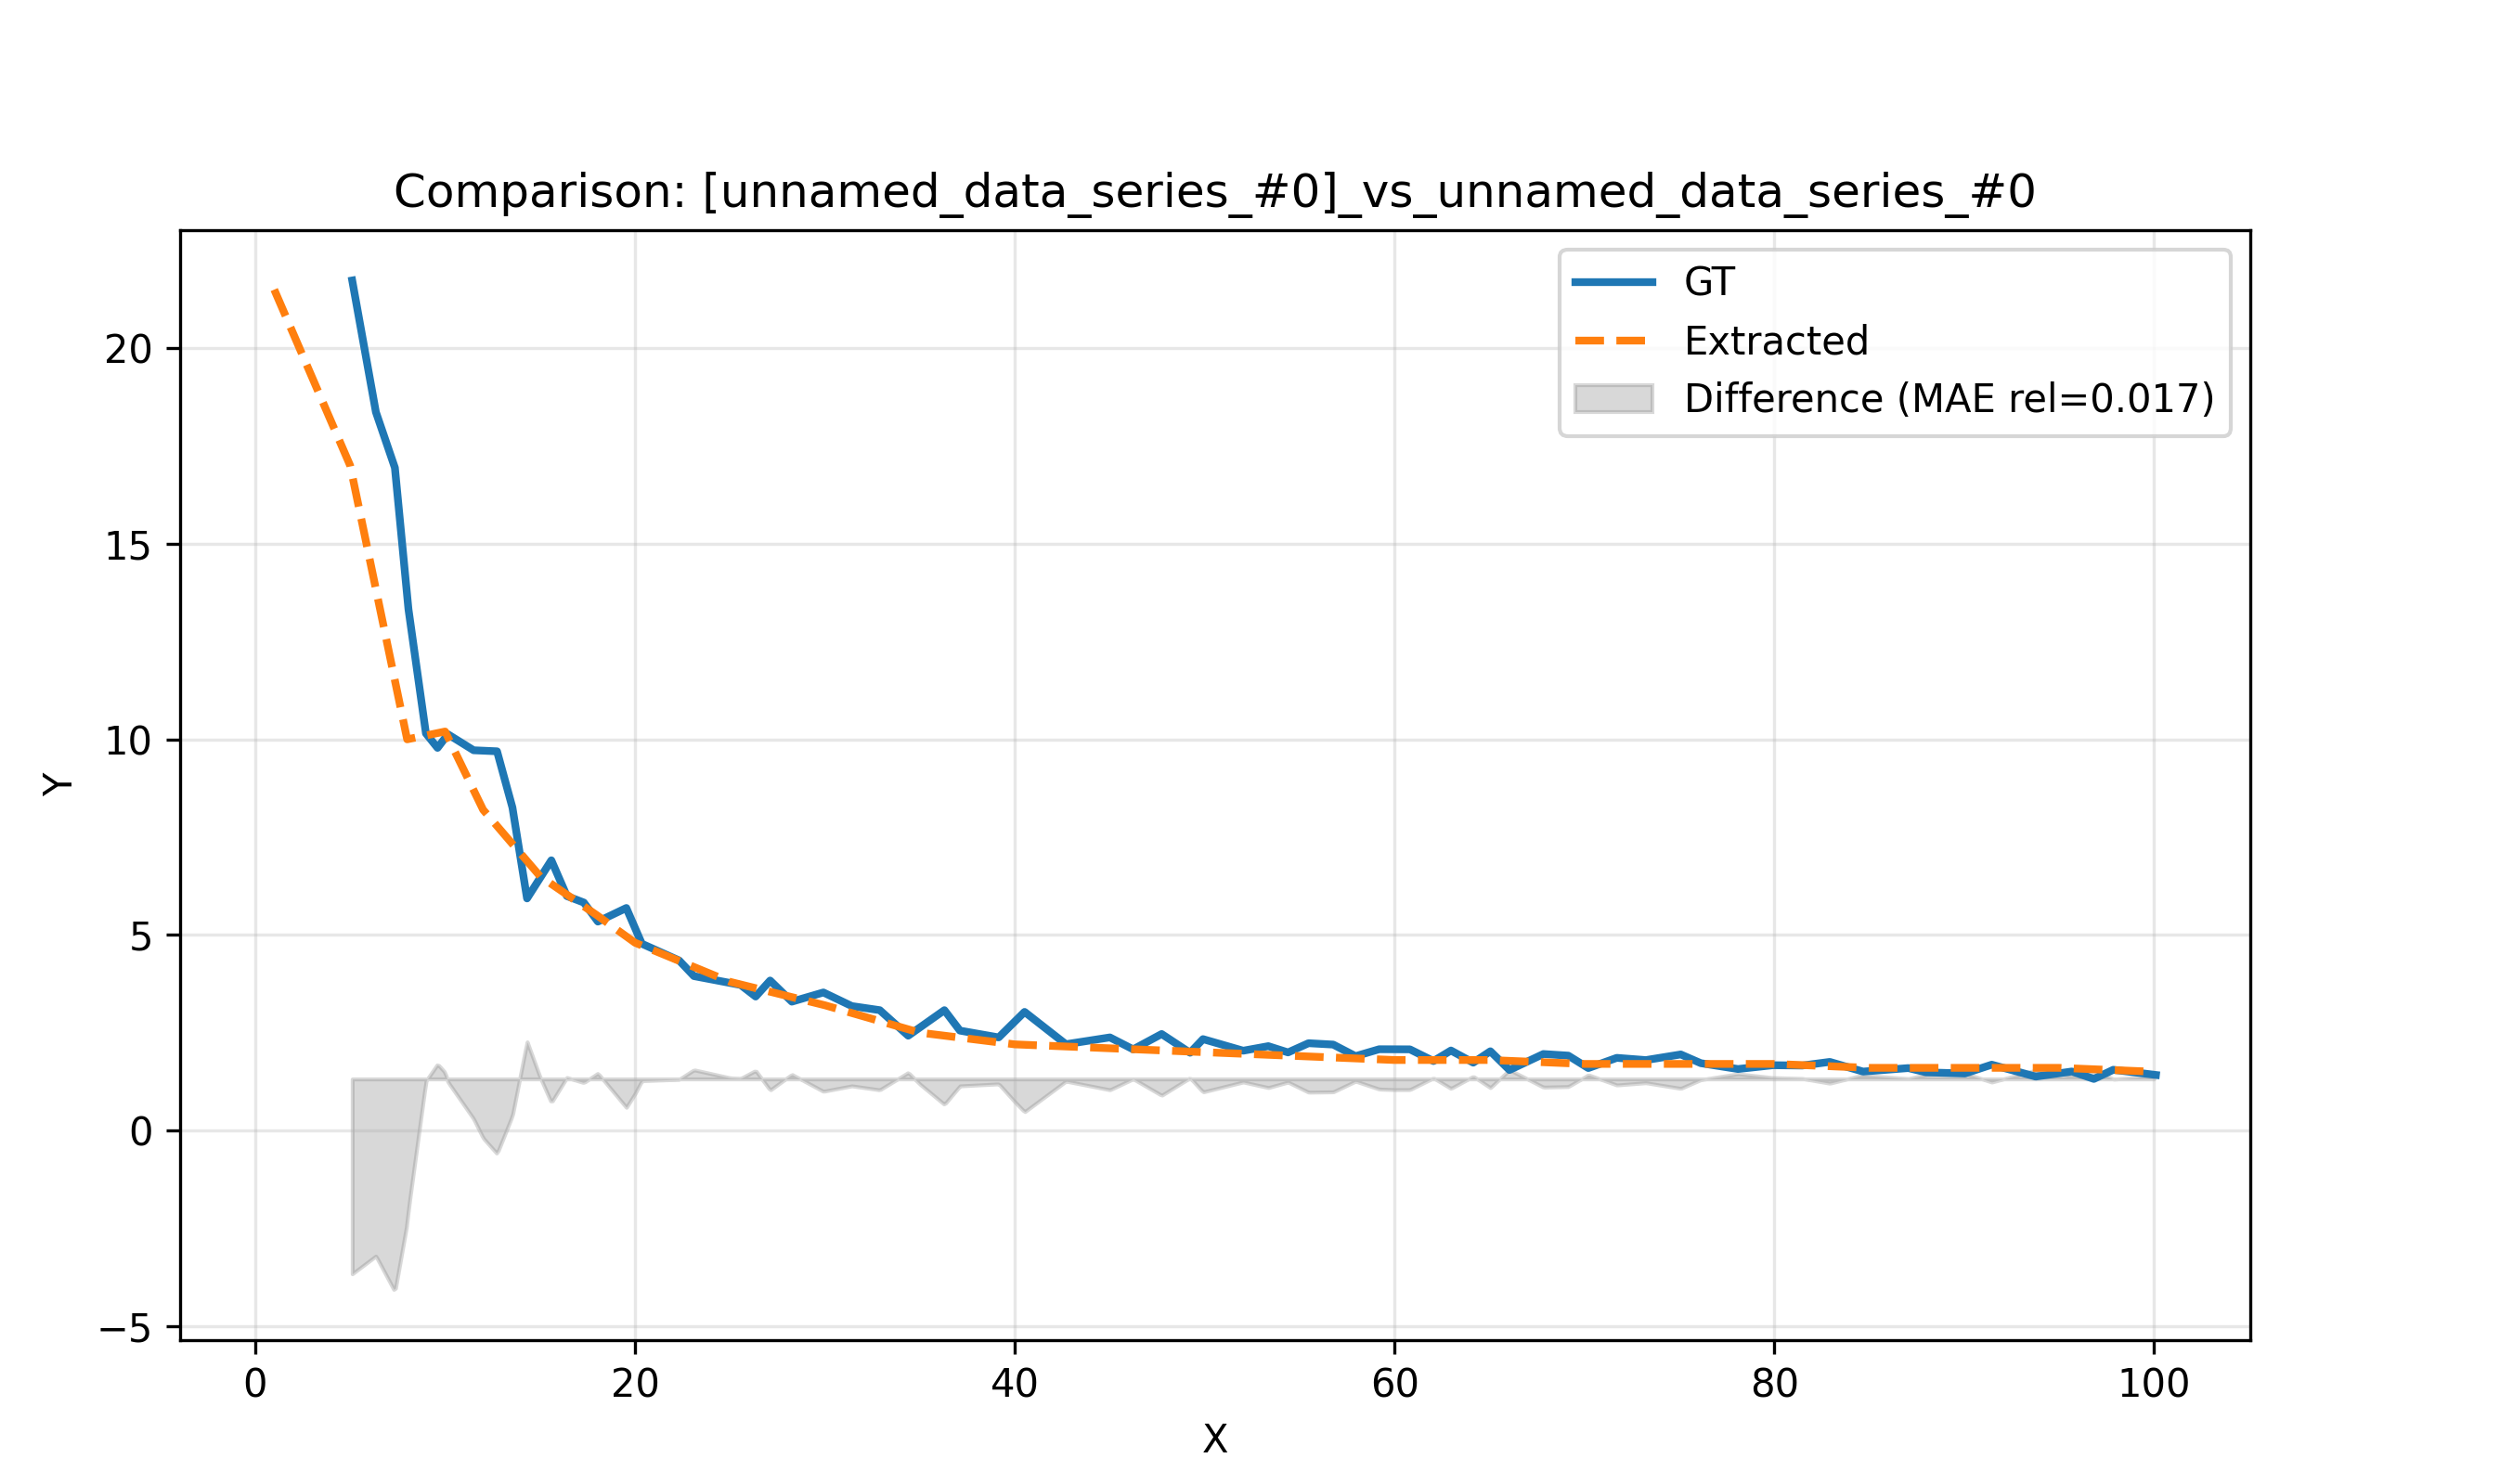 Comparison: [unnamed_data_series_#0]_vs_unnamed_data_series_#0
GT
Extracted
Difference (MAE rel=0.017)
20
15
10
5
0
−5
Y
0 20 40 60 80 100
X